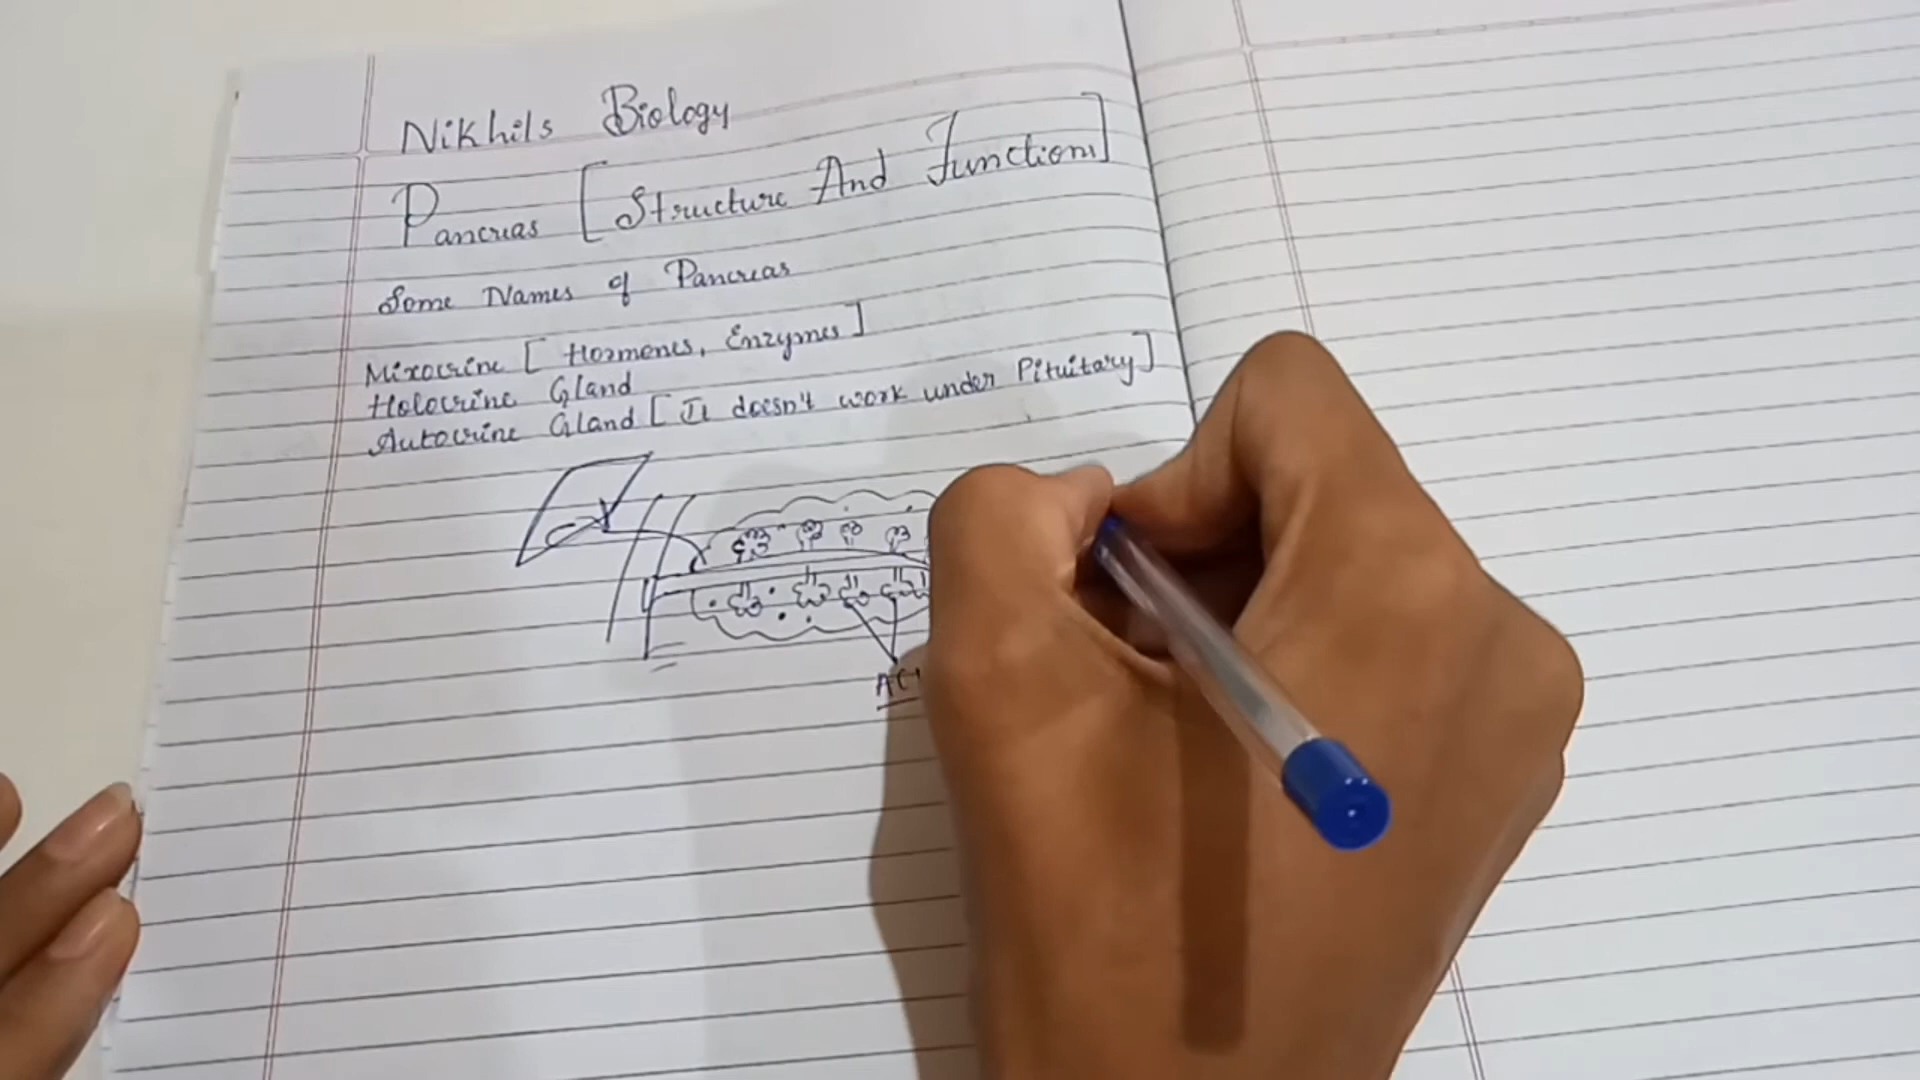 Nikhils Biology
Pancreas [Structure And Function]
Some Names of Pancreas
Mixocrine [Hormones, Enzymes]
Holocrine Gland
Autocrine Gland [It doesn't work under Pituitary]